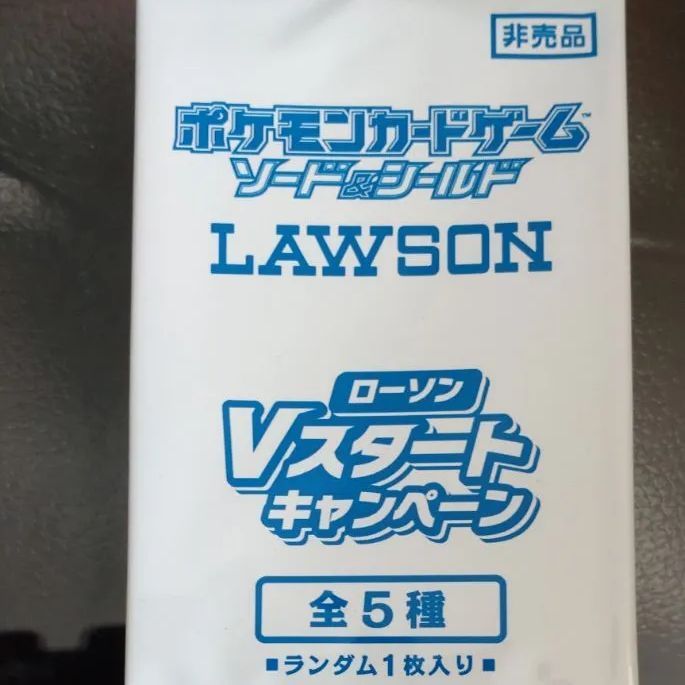 非売品
ポケモンカードゲーム™
ソード&シールド
LAWSON
ローソン
Vスタート
キャンペーン
全5種
■ランダム1枚入り■